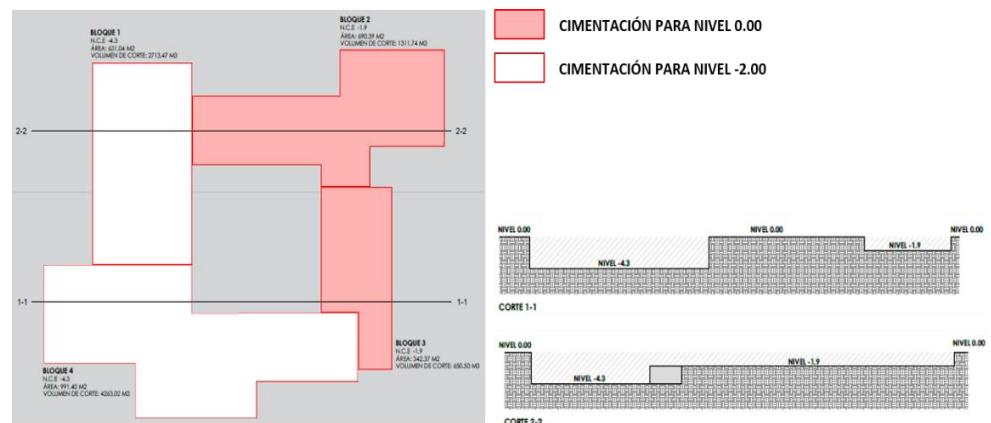 BLOQUE 1
N.C.E -4.3
ÁREA: 631.04 M2
VOLUMEN DE CORTE: 2713.47 M3
BLOQUE 2
N.C.E -1.9
ÁREA: 690.39 M2
VOLUMEN DE CORTE: 1311.74 M3
CIMENTACIÓN PARA NIVEL 0.00
CIMENTACIÓN PARA NIVEL -2.00
2-2
2-2
1-1
1-1
BLOQUE 3
N.C.E -1.9
ÁREA: 342.37 M2
VOLUMEN DE CORTE: 650.50 M3
BLOQUE 4
N.C.E -4.3
ÁREA: 991.40 M2
VOLUMEN DE CORTE: 4263.02 M3
NIVEL 0.00
NIVEL 0.00
NIVEL 0.00
NIVEL -1.9
NIVEL -4.3
CORTE 1-1
NIVEL 0.00
NIVEL 0.00
NIVEL -1.9
NIVEL -4.3
CORTE 2-2